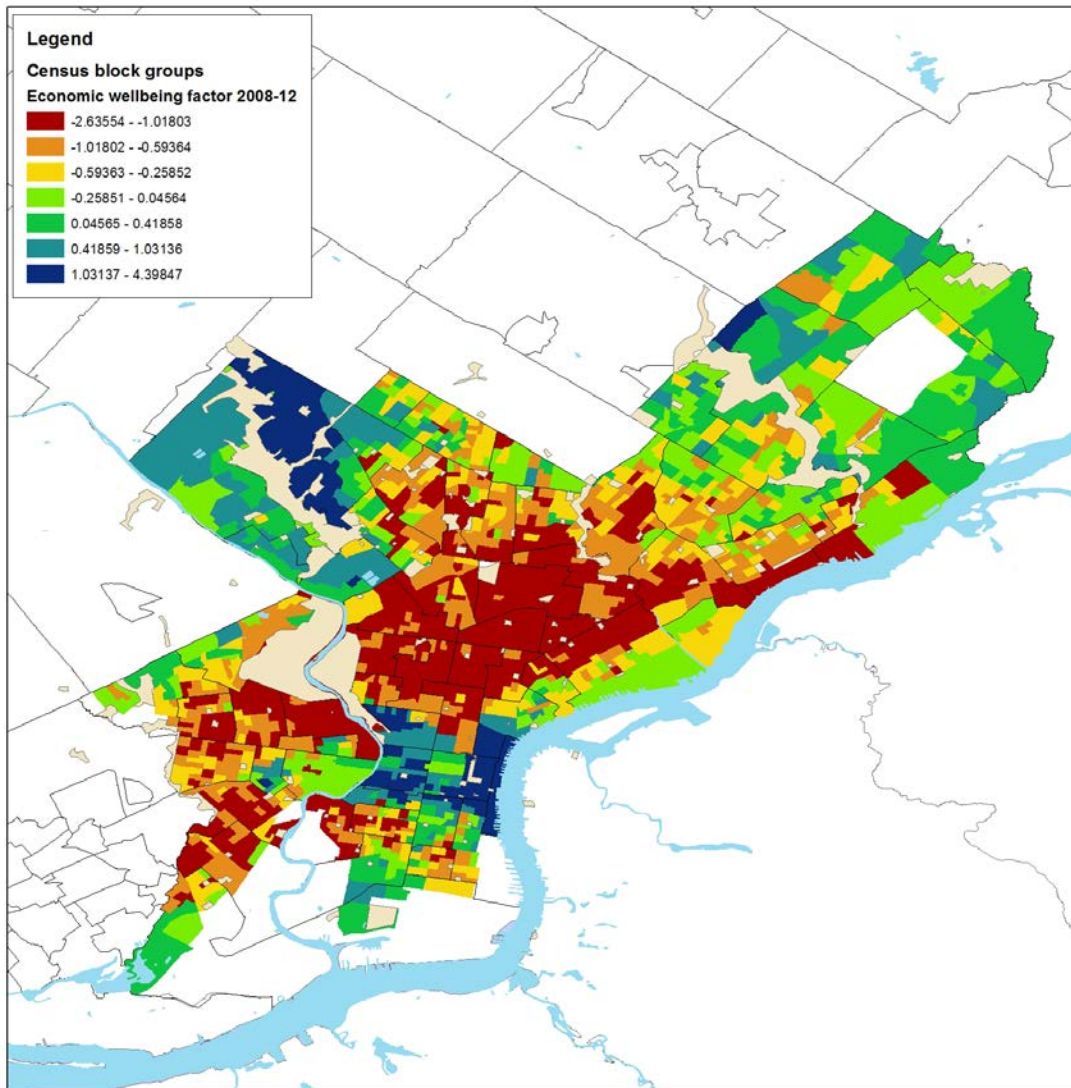 Legend
Census block groups
Economic wellbeing factor 2008-12
-2.63554 - -1.01803
-1.01802 - -0.59364
-0.59363 - -0.25852
-0.25851 - 0.04564
0.04565 - 0.41858
0.41859 - 1.03136
1.03137 - 4.39847